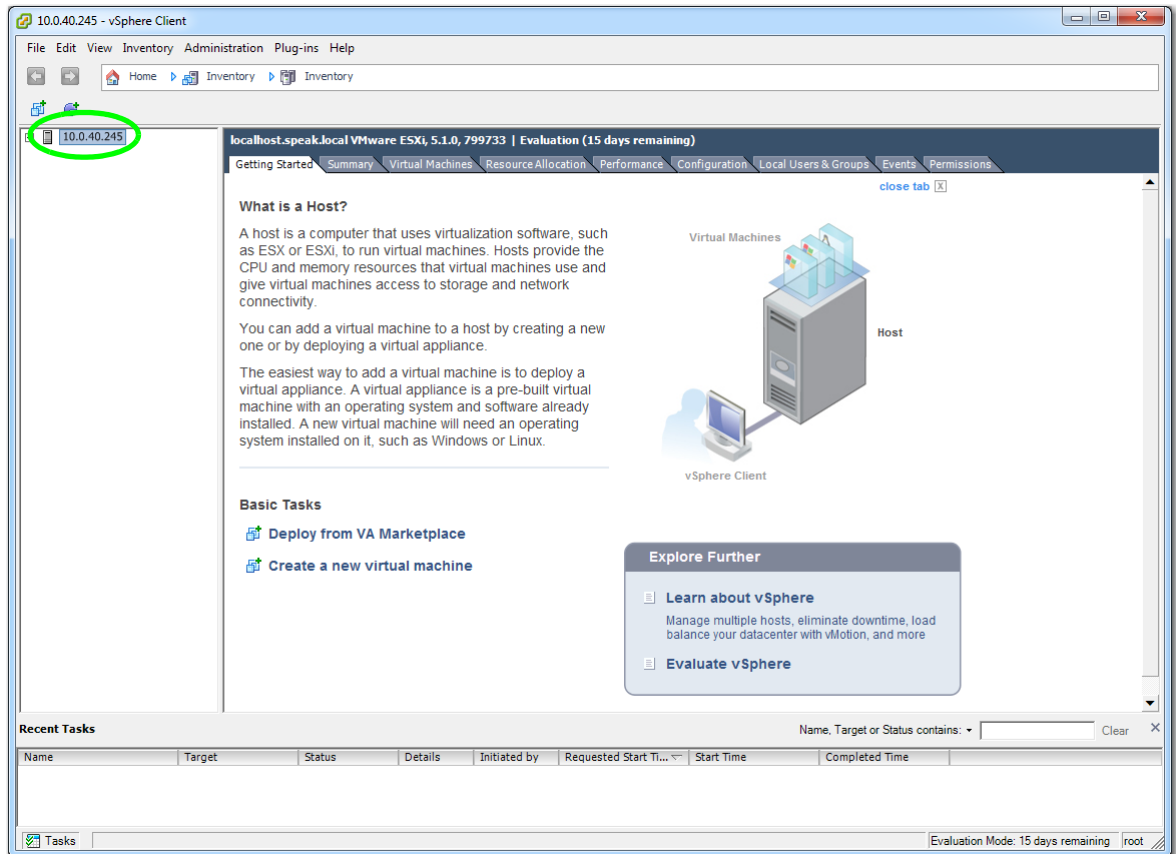 10.0.40.245 - vSphere Client
File Edit View Inventory Administration Plug-ins Help
Home Inventory Inventory
10.0.40.245
localhost.speak.local VMware ESXi, 5.1.0, 799733 | Evaluation (15 days remaining)
Getting Started Summary Virtual Machines Resource Allocation Performance Configuration Local Users & Groups Events Permissions
close tab X
What is a Host?
A host is a computer that uses virtualization software, such
as ESX or ESXi, to run virtual machines. Hosts provide the
CPU and memory resources that virtual machines use and
give virtual machines access to storage and network
connectivity.
You can add a virtual machine to a host by creating a new
one or by deploying a virtual appliance.
The easiest way to add a virtual machine is to deploy a
virtual appliance. A virtual appliance is a pre-built virtual
machine with an operating system and software already
installed. A new virtual machine will need an operating
system installed on it, such as Windows or Linux.
Virtual Machines
Host
vSphere Client
Basic Tasks
Deploy from VA Marketplace
Create a new virtual machine
Explore Further
Learn about vSphere
Manage multiple hosts, eliminate downtime, load
balance your datacenter with vMotion, and more
Evaluate vSphere
Recent Tasks Name, Target or Status contains: Clear
Name Target Status Details Initiated by Requested Start Ti... Start Time Completed Time
Tasks Evaluation Mode: 15 days remaining root